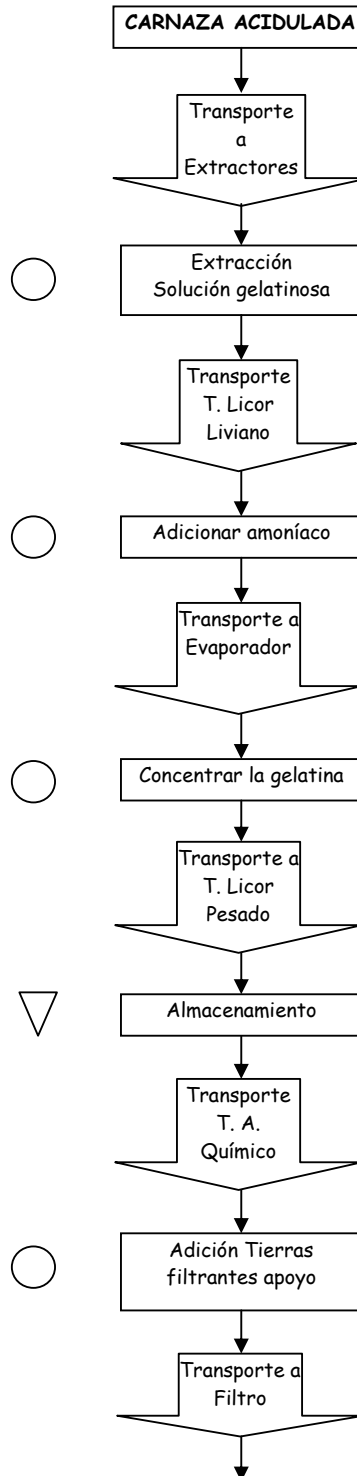 CARNAZA ACIDULADA
Transporte
a
Extractores
Extracción
Solución gelatinosa
Transporte
T. Licor
Liviano
Adicionar amoníaco
Transporte a
Evaporador
Concentrar la gelatina
Transporte a
T. Licor
Pesado
Almacenamiento
Transporte
T. A.
Químico
Adición Tierras
filtrantes apoyo
Transporte a
Filtro